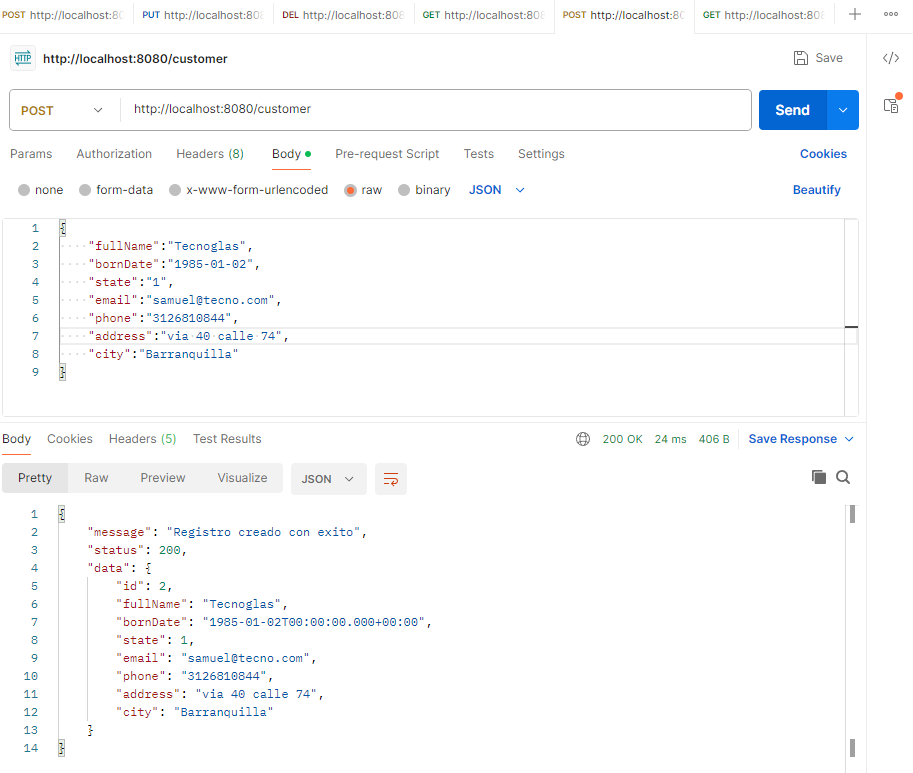 POST http://localhost:808 PUT http://localhost:808 DEL http://localhost:808 GET http://localhost:808 POST http://localhost:808 GET http://localhost:808
HTTP http://localhost:8080/customer Save
POST http://localhost:8080/customer Send
Params Authorization Headers (8) Body Pre-request Script Tests Settings Cookies
none form-data x-www-form-urlencoded raw binary JSON Beautify
1 {
2 "fullName":"Tecnoglas",
3 "bornDate":"1985-01-02",
4 "state":"1",
5 "email":"samuel@tecno.com",
6 "phone":"3126810844",
7 "address":"via 40 calle 74",
8 "city":"Barranquilla"
9 }
Body Cookies Headers (5) Test Results 200 OK 24 ms 406 B Save Response
Pretty Raw Preview Visualize JSON
1 {
2 "message": "Registro creado con exito",
3 "status": 200,
4 "data": {
5 "id": 2,
6 "fullName": "Tecnoglas",
7 "bornDate": "1985-01-02T00:00:00.000+00:00",
8 "state": 1,
9 "email": "samuel@tecno.com",
10 "phone": "3126810844",
11 "address": "via 40 calle 74",
12 "city": "Barranquilla"
13 }
14 }